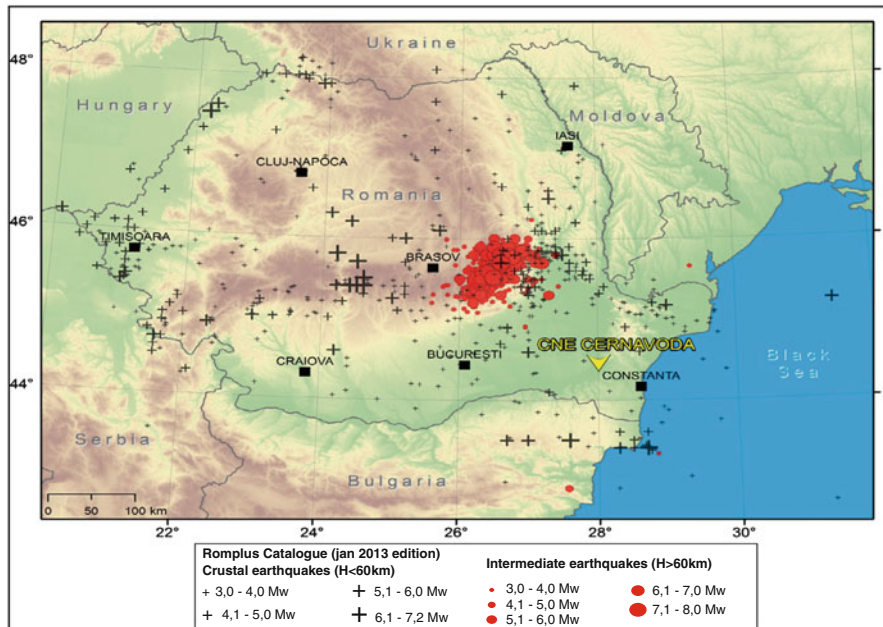 Ukraine
48°
48°
Hungary
Moldova
IASI
CLUJ-NAPOCA
Romania
46°
46°
TIMISOARA
BRASOV
CNE CERNAVODA
BUCUREȘTI
CRAIOVA
CONSTANTA
Black
Sea
44°
44°
Serbia
Bulgaria
0 50 100 km
22° 24° 26° 28° 30°
Romplus Catalogue (jan 2013 edition)
Crustal earthquakes (H<60km)
3,0 - 4,0 Mw
4,1 - 5,0 Mw
5,1 - 6,0 Mw
6,1 - 7,2 Mw
Intermediate earthquakes (H>60km)
3,0 - 4,0 Mw
4,1 - 5,0 Mw
5,1 - 6,0 Mw
6,1 - 7,0 Mw
7,1 - 8,0 Mw